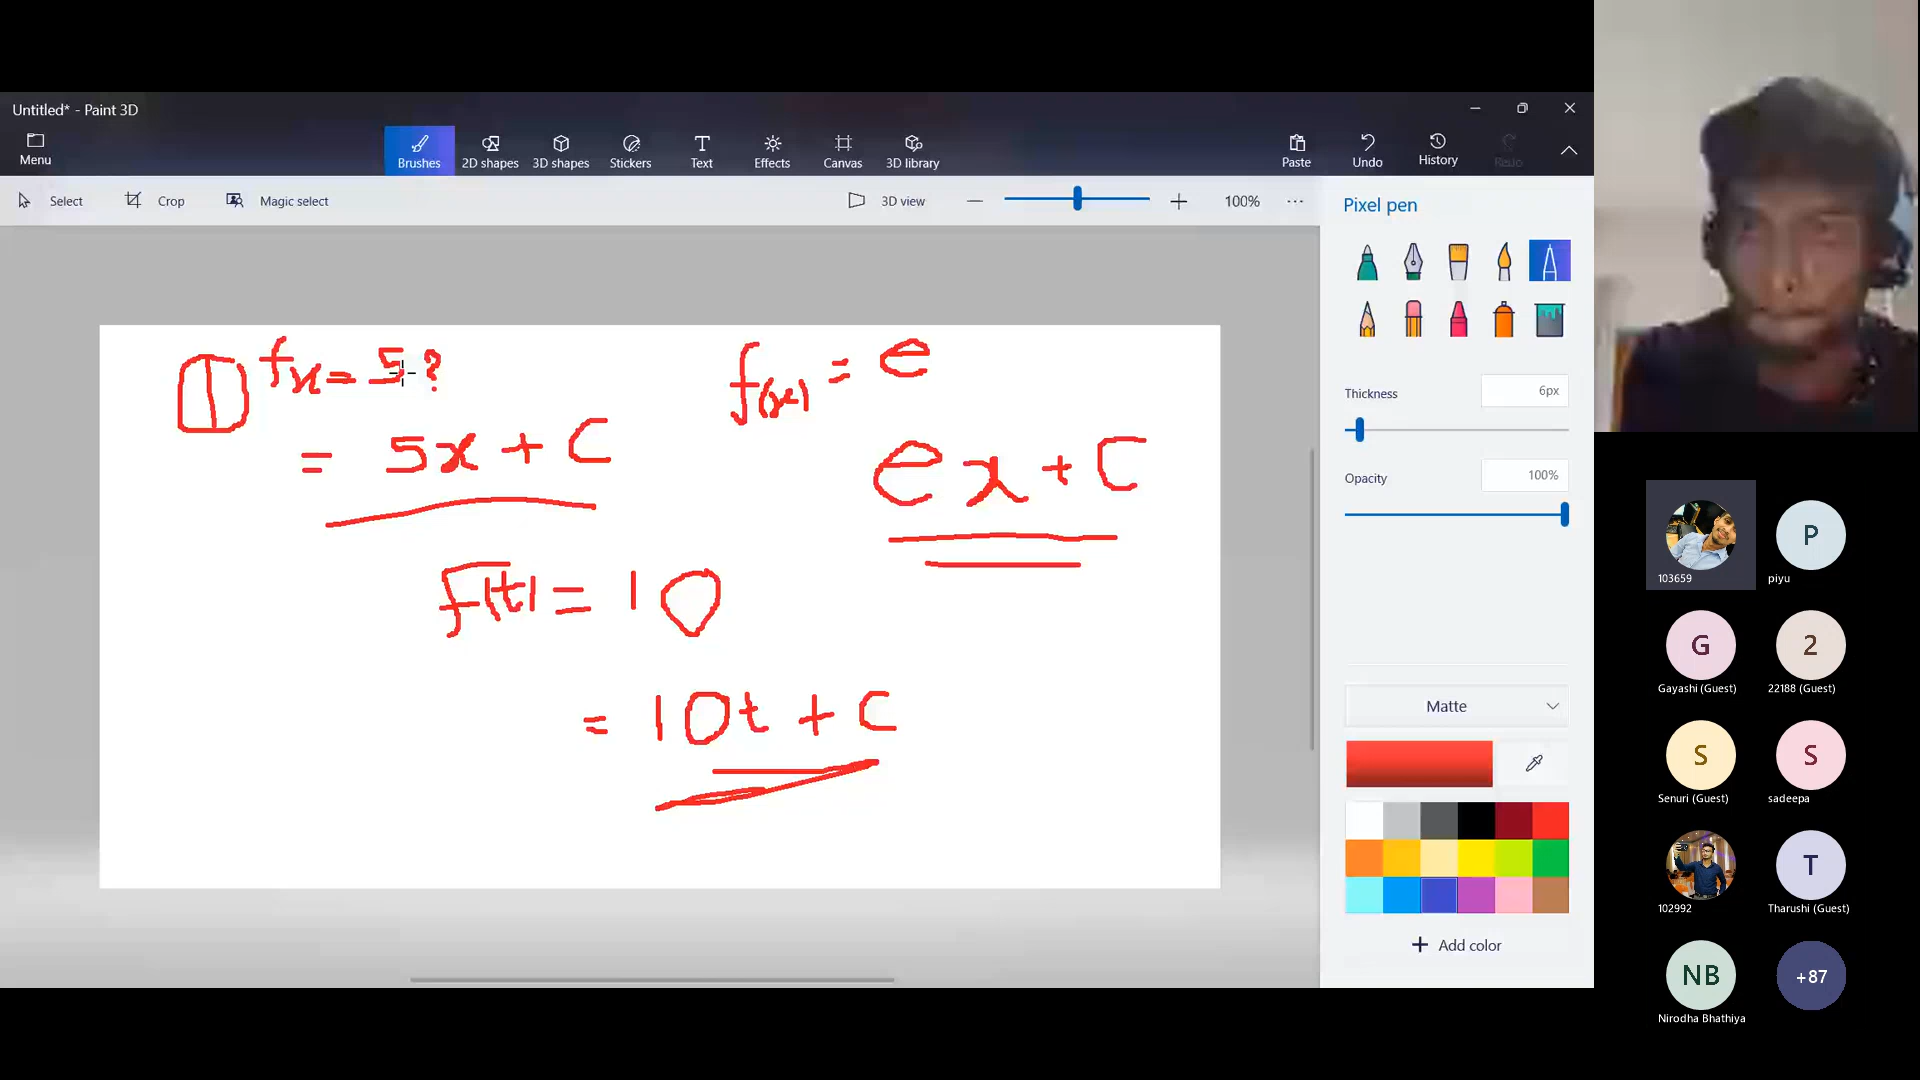 Untitled* - Paint 3D
Menu
Brushes
2D shapes
3D shapes
Stickers
Text
Effects
Canvas
3D library
Paste
Undo
History
Redo
Select
Crop
Magic select
3D view
100%
Pixel pen
Thickness
6px
Opacity
100%
Matte
Add color
fx = 5 ?
= 5x + C
f(x) = e
ex + C
f(t) = 10
= 10t + C
103659
P
piyu
G
Gayashi (Guest)
2
22188 (Guest)
S
Senuri (Guest)
S
sadeepa
102992
T
Tharushi (Guest)
NB
Nirodha Bhathiya
+87